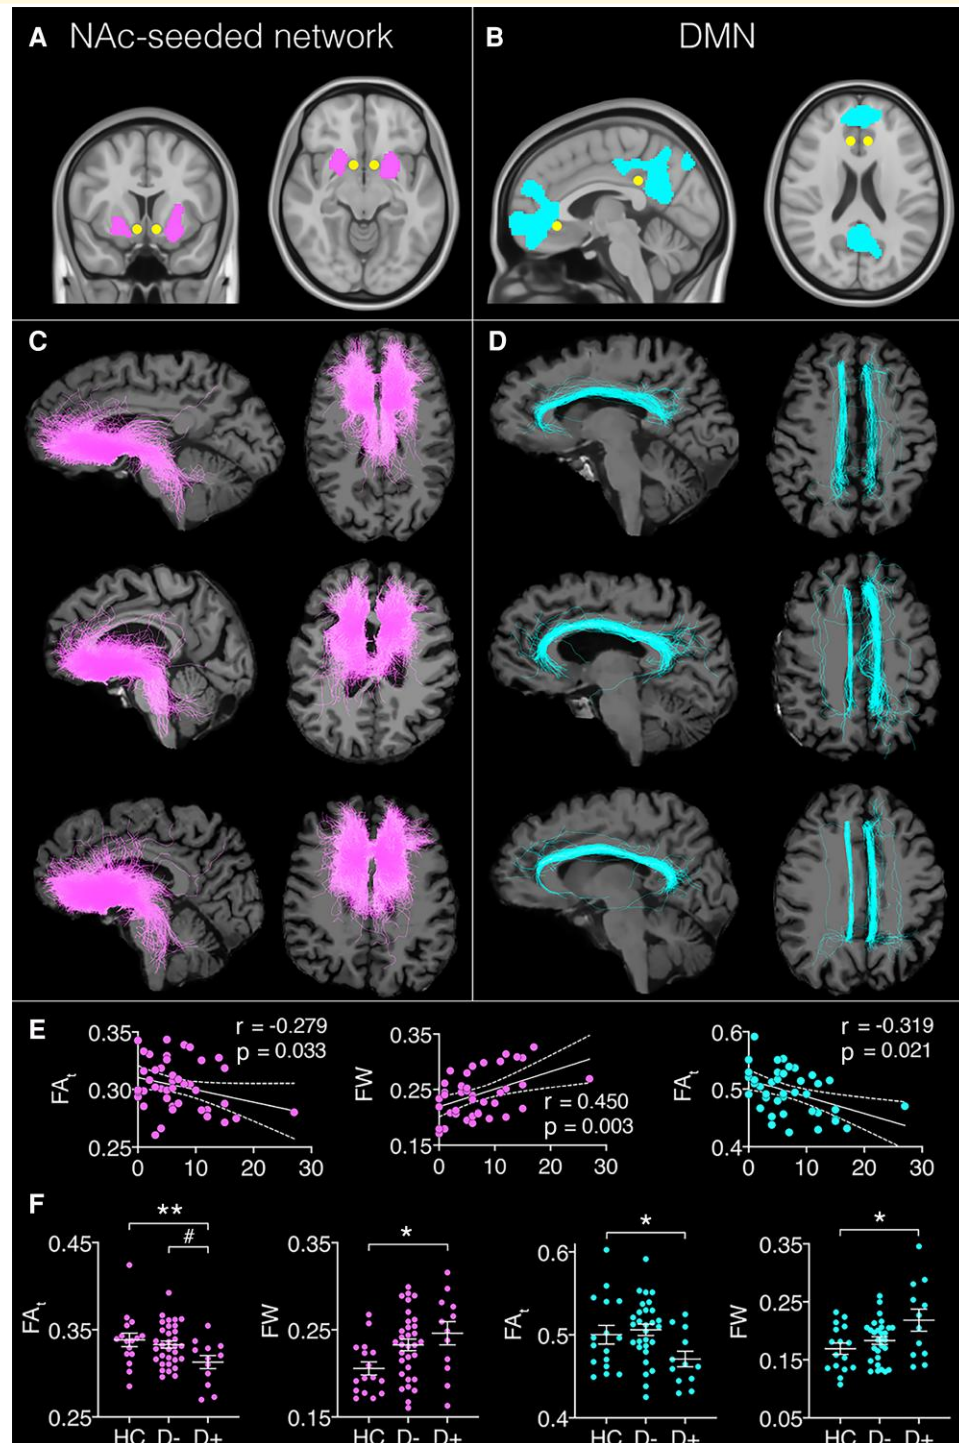 A NAc-seeded network
B DMN
C
D
E
r = -0.279
p = 0.033
FAt
0.35
0.30
0.25
0 10 20 30
FW
0.35
0.25
0.15
r = 0.450
p = 0.003
0 10 20 30
FAt
0.6
0.5
0.4
r = -0.319
p = 0.021
0 10 20 30
F
**
#
FAt
0.45
0.35
0.25
HC D- D+
*
FW
0.35
0.25
0.15
HC D- D+
*
FAt
0.6
0.5
0.4
HC D- D+
*
FW
0.35
0.25
0.15
0.05
HC D- D+